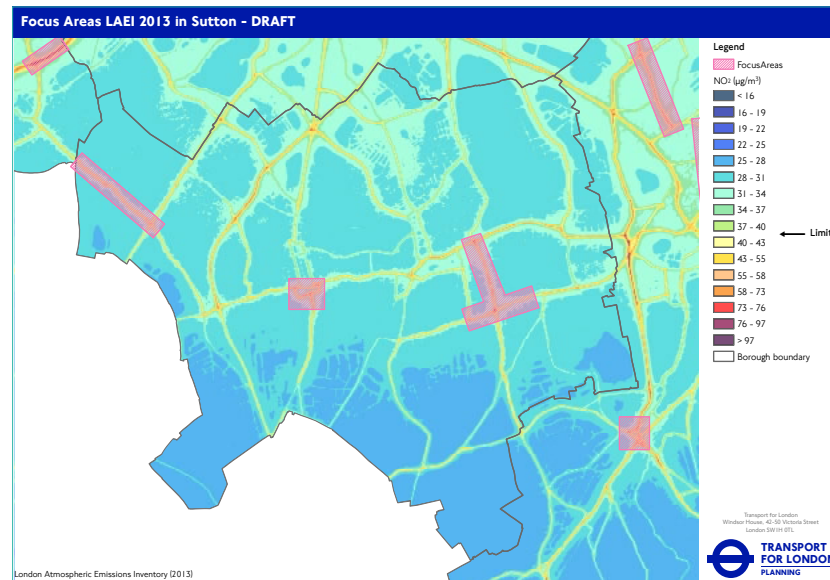 Focus Areas LAEI 2013 in Sutton - DRAFT
Legend
FocusAreas
NO² (µg/m³)
< 16
16 - 19
19 - 22
22 - 25
25 - 28
28 - 31
31 - 34
34 - 37
37 - 40
Limit
40 - 43
43 - 55
55 - 58
58 - 73
73 - 76
76 - 97
> 97
Borough boundary
Transport for London
Windsor House, 42-50 Victoria Street
London SW1H 0TL
TRANSPORT
FOR LONDON
PLANNING
London Atmospheric Emissions Inventory (2013)